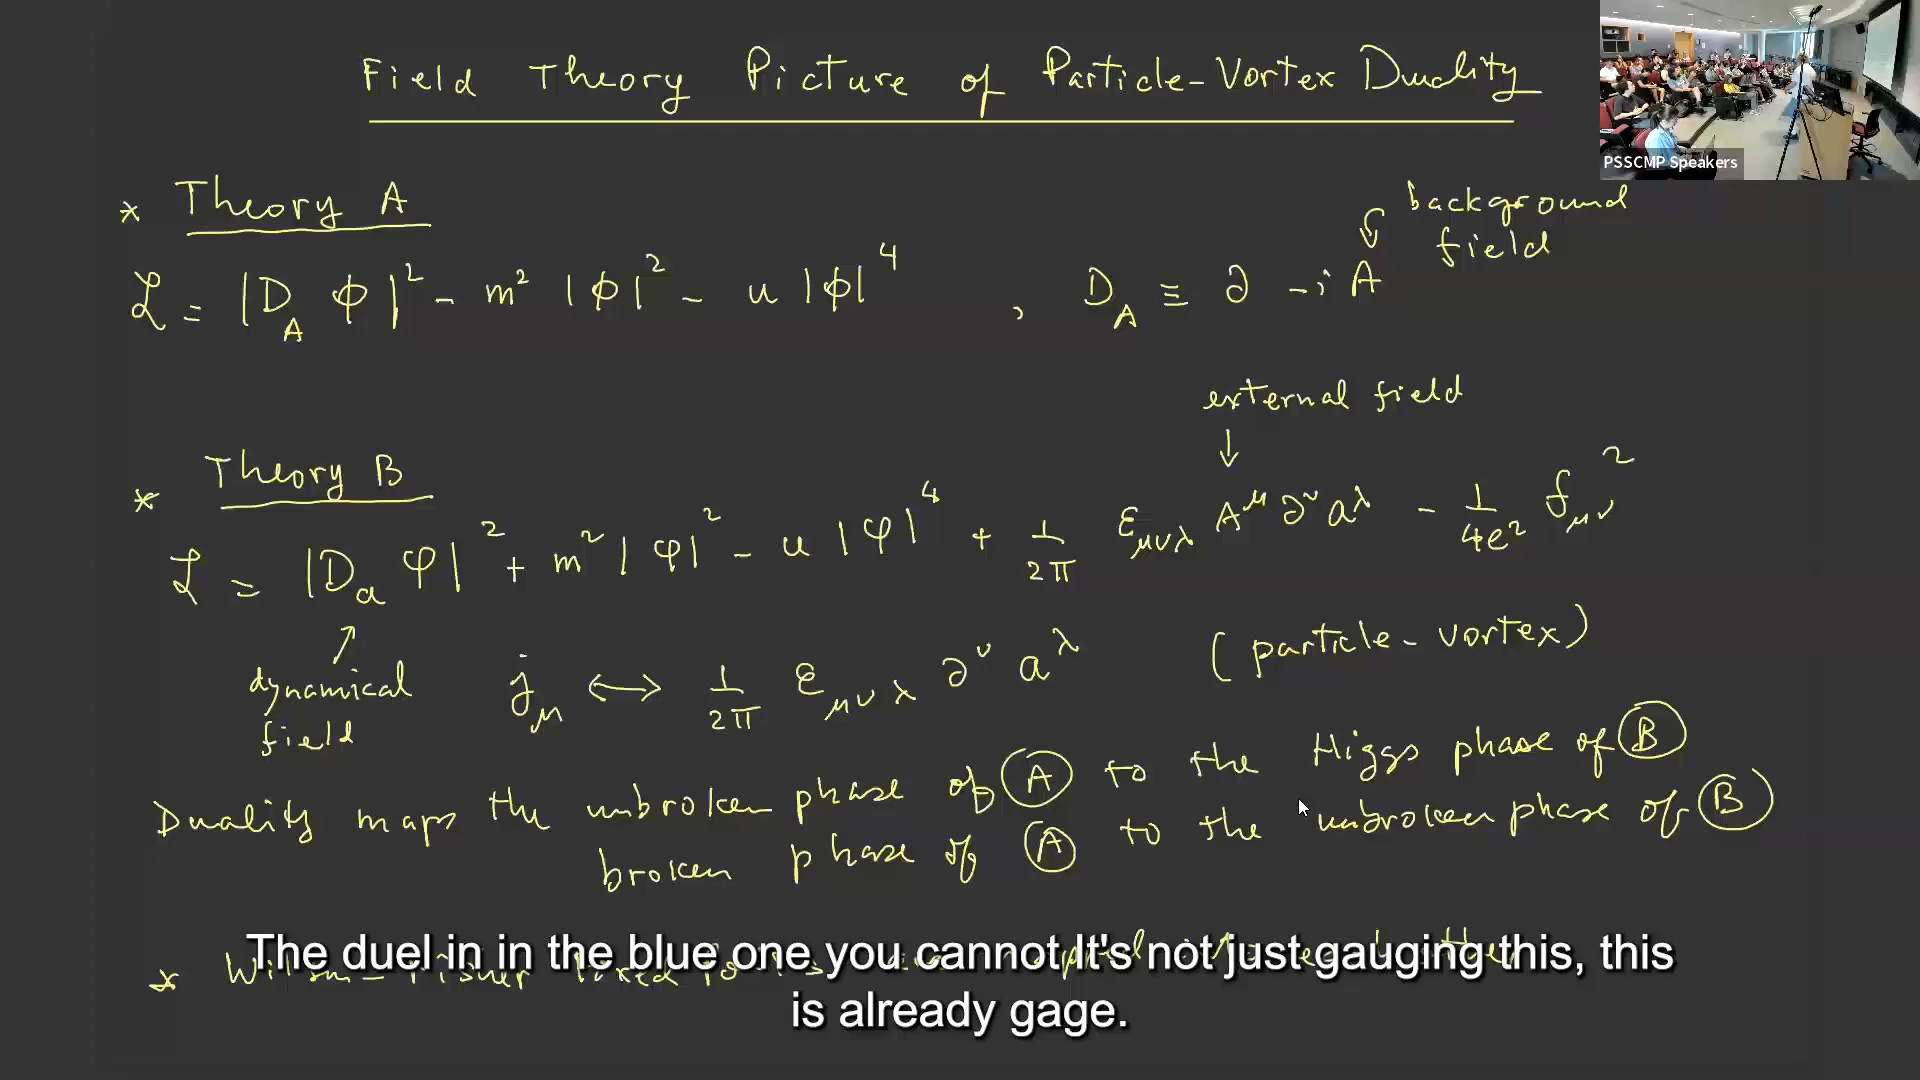 Field Theory Picture of Particle-Vortex Duality
PSSCMP Speakers
* Theory A
background field
ℒ = |D_A ϕ|² - m² |ϕ|² - u |ϕ|⁴ , D_A ≡ ∂ - i A
external field
↓
* Theory B
ℒ = |D_a φ|² + m² |φ|² - u |φ|⁴ + 1/2π ε_μνλ A^μ ∂^ν a^λ - 1/4e² f_μν²
dynamical field
j_μ ↔ 1/2π ε_μνλ ∂^ν a^λ (particle-vortex)
Duality maps the unbroken phase of Ⓐ to the Higgs phase of Ⓑ
broken phase of Ⓐ to the unbroken phase of Ⓑ
The duel in in the blue one you cannot It's not just gauging this, this
is already gage.